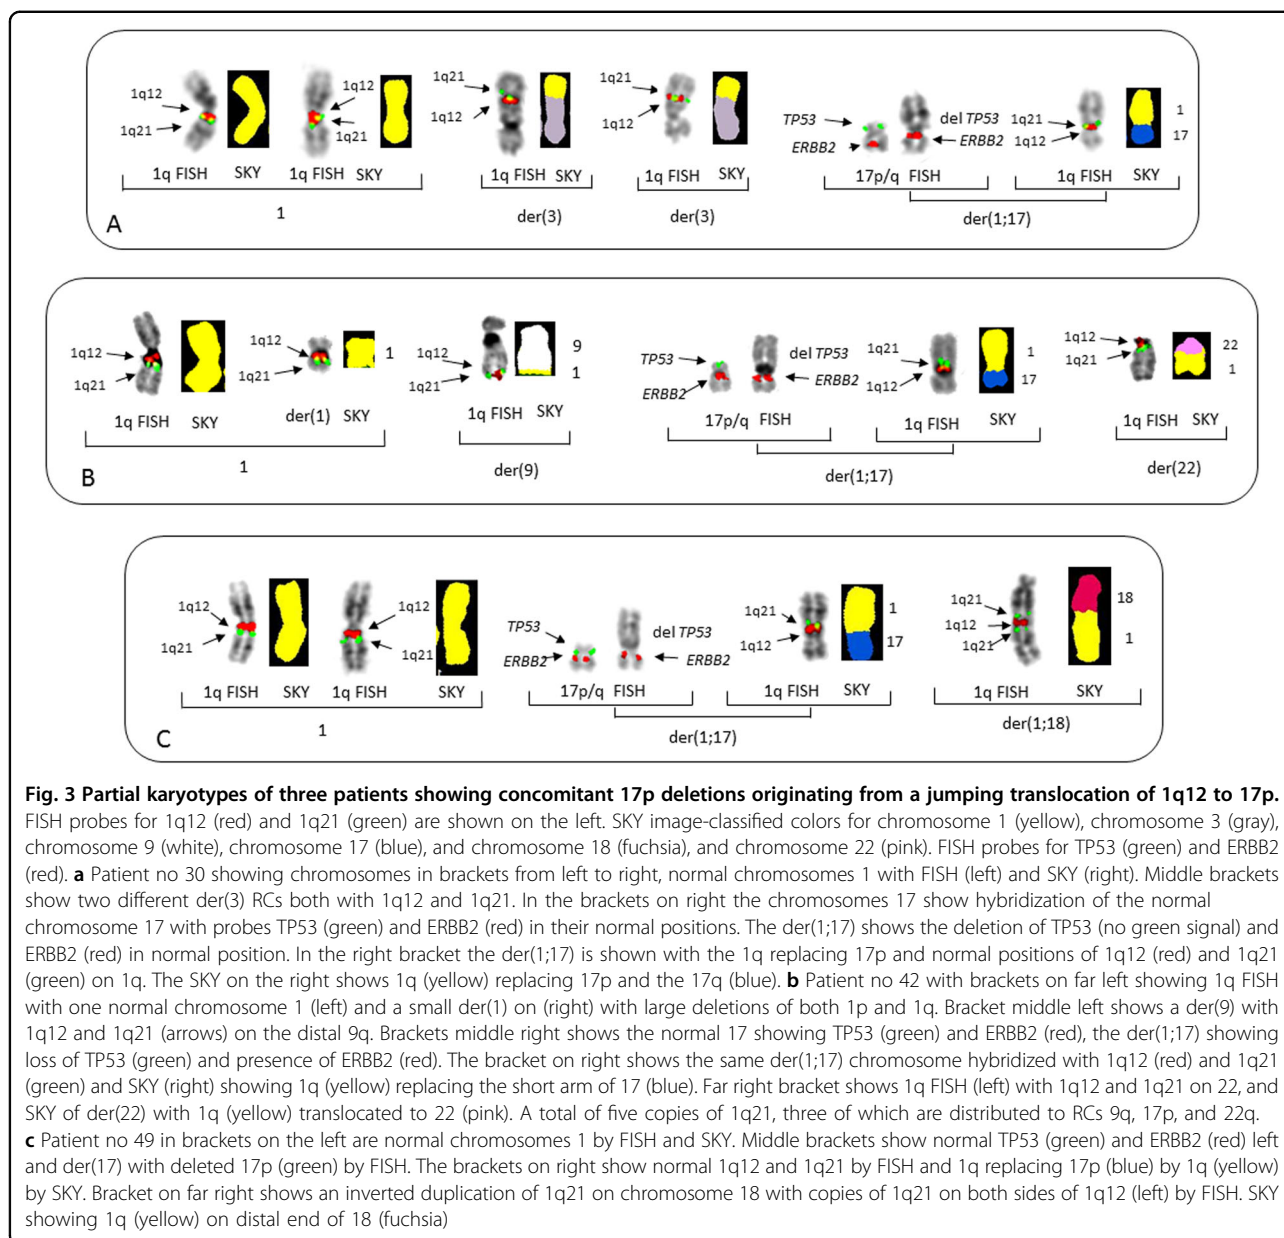 1q12
1q21
1q12
1q21
1q FISH SKY
1q FISH SKY
1
1q21
1q12
1q FISH SKY
der(3)
1q21
1q12
1q FISH SKY
der(3)
TP53
ERBB2
del TP53
ERBB2
17p/q FISH
1q21
1q12
1
17
1q FISH SKY
der(1;17)
A
1q12
1q21
1q FISH SKY
1q12
1q21
1
der(1) SKY
1
1q12
1q21
9
1
1q FISH SKY
der(9)
TP53
ERBB2
del TP53
ERBB2
17p/q FISH
1q21
1q12
1
17
1q FISH SKY
der(1;17)
1q12
1q21
22
1
1q FISH SKY
der(22)
B
1q12
1q21
1q FISH SKY
1q12
1q21
1q FISH SKY
1
TP53
ERBB2
del TP53
ERBB2
17p/q FISH
1q21
1q12
1
17
1q FISH SKY
der(1;17)
1q21
1q12
1q21
18
1
1q FISH SKY
der(1;18)
C
Fig. 3 Partial karyotypes of three patients showing concomitant 17p deletions originating from a jumping translocation of 1q12 to 17p.
FISH probes for 1q12 (red) and 1q21 (green) are shown on the left. SKY image-classified colors for chromosome 1 (yellow), chromosome 3 (gray),
chromosome 9 (white), chromosome 17 (blue), and chromosome 18 (fuchsia), and chromosome 22 (pink). FISH probes for TP53 (green) and ERBB2
(red). a Patient no 30 showing chromosomes in brackets from left to right, normal chromosomes 1 with FISH (left) and SKY (right). Middle brackets
show two different der(3) RCs both with 1q12 and 1q21. In the brackets on right the chromosomes 17 show hybridization of the normal
chromosome 17 with probes TP53 (green) and ERBB2 (red) in their normal positions. The der(1;17) shows the deletion of TP53 (no green signal) and
ERBB2 (red) in normal position. In the right bracket the der(1;17) is shown with the 1q replacing 17p and normal positions of 1q12 (red) and 1q21
(green) on 1q. The SKY on the right shows 1q (yellow) replacing 17p and the 17q (blue). b Patient no 42 with brackets on far left showing 1q FISH
with one normal chromosome 1 (left) and a small der(1) on (right) with large deletions of both 1p and 1q. Bracket middle left shows a der(9) with
1q12 and 1q21 (arrows) on the distal 9q. Brackets middle right shows the normal 17 showing TP53 (green) and ERBB2 (red), the der(1;17) showing
loss of TP53 (green) and presence of ERBB2 (red). The bracket on right shows the same der(1;17) chromosome hybridized with 1q12 (red) and 1q21
(green) and SKY (right) showing 1q (yellow) replacing the short arm of 17 (blue). Far right bracket shows 1q FISH (left) with 1q12 and 1q21 on 22, and
SKY of der(22) with 1q (yellow) translocated to 22 (pink). A total of five copies of 1q21, three of which are distributed to RCs 9q, 17p, and 22q.
c Patient no 49 in brackets on the left are normal chromosomes 1 by FISH and SKY. Middle brackets show normal TP53 (green) and ERBB2 (red) left
and der(17) with deleted 17p (green) by FISH. The brackets on right show normal 1q12 and 1q21 by FISH and 1q replacing 17p (blue) by 1q (yellow)
by SKY. Bracket on far right shows an inverted duplication of 1q21 on chromosome 18 with copies of 1q21 on both sides of 1q12 (left) by FISH. SKY
showing 1q (yellow) on distal end of 18 (fuchsia)